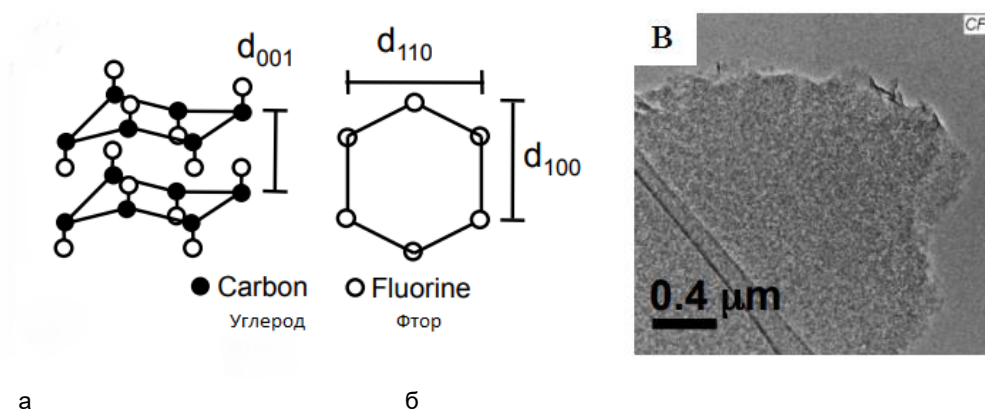 d001
d110
d100
Carbon
Fluorine
Углерод
Фтор
В
CF
0.4 μm
а
б